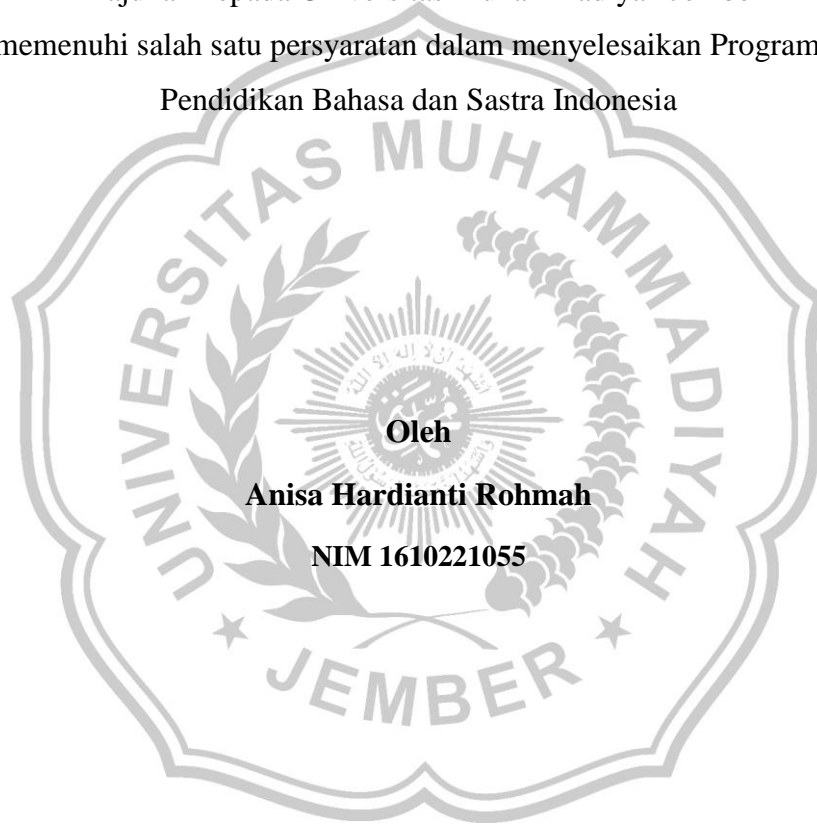 memenuhi salah satu persyaratan dalam menyelesaikan Program
Pendidikan Bahasa dan Sastra Indonesia
UNIVERSITAS MUHAMMADIYAH
Oleh
Anisa Hardianti Rohmah
NIM 1610221055
JEMBER